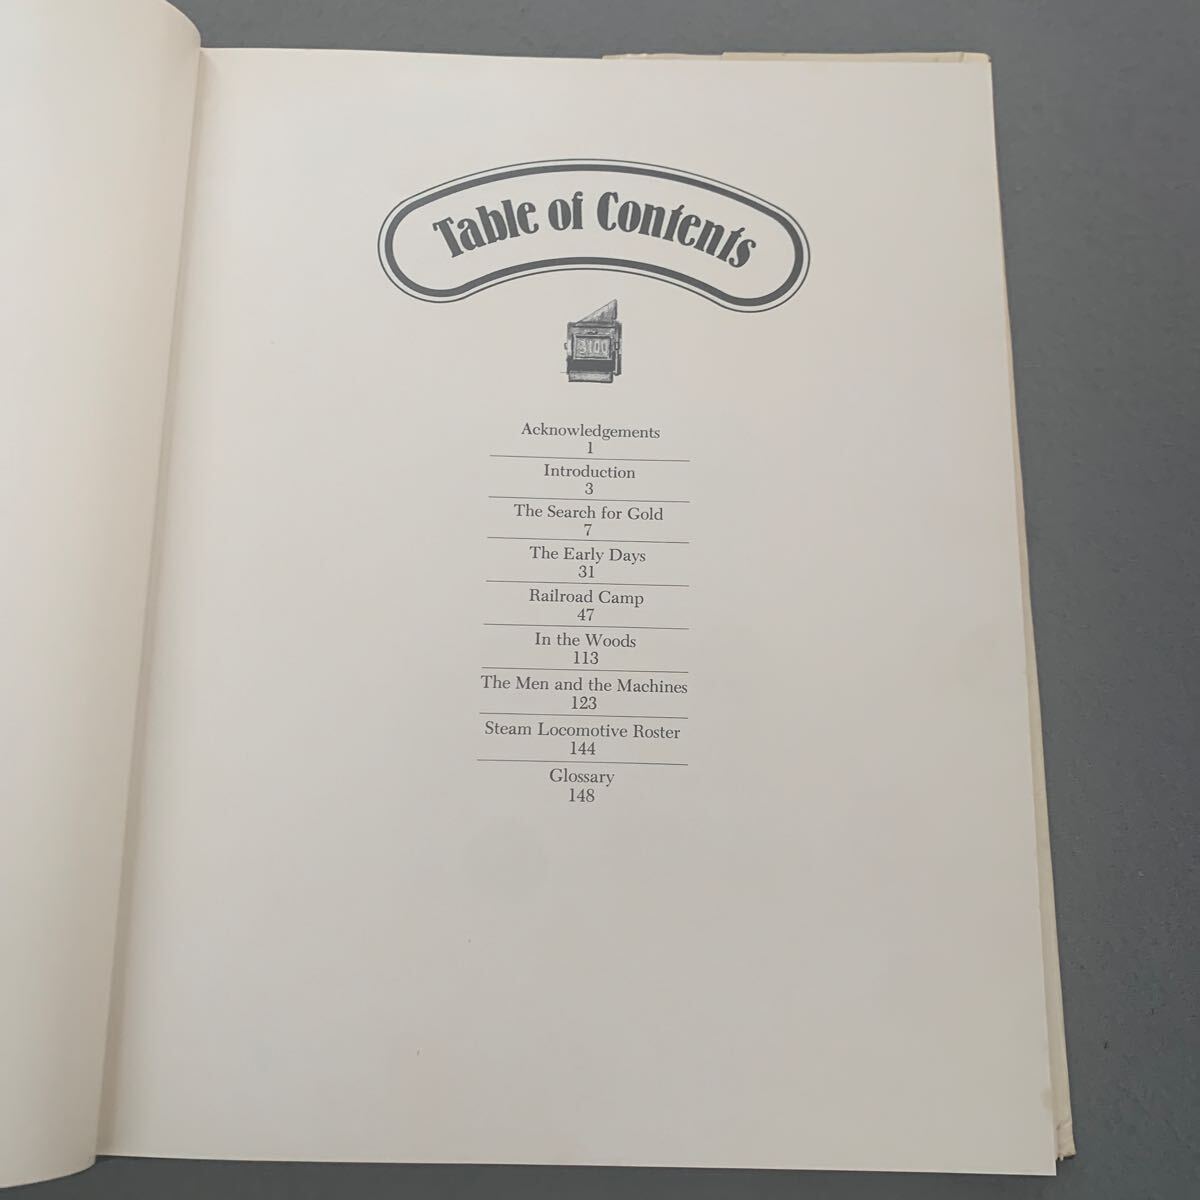 Table of Contents
3100
Acknowledgements
1
Introduction
3
The Search for Gold
7
The Early Days
31
Railroad Camp
47
In the Woods
113
The Men and the Machines
123
Steam Locomotive Roster
144
Glossary
148